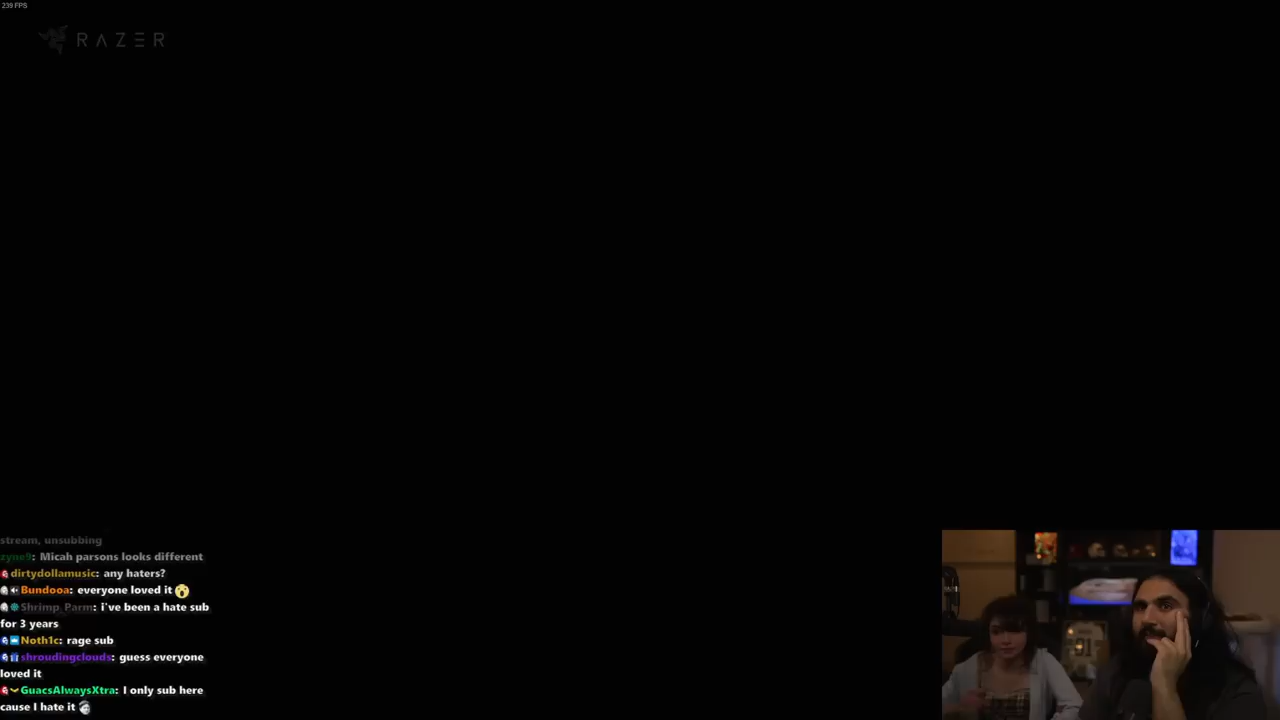 239 FPS
RAZER
stream, unsubbing
zyne9: Micah parsons looks different
dirtydollamusic: any haters?
Bundooa: everyone loved it
Shrimp_Parm: i've been a hate sub
for 3 years
Noth1c: rage sub
shroudingclouds: guess everyone
loved it
GuacsAlwaysXtra: I only sub here
cause I hate it